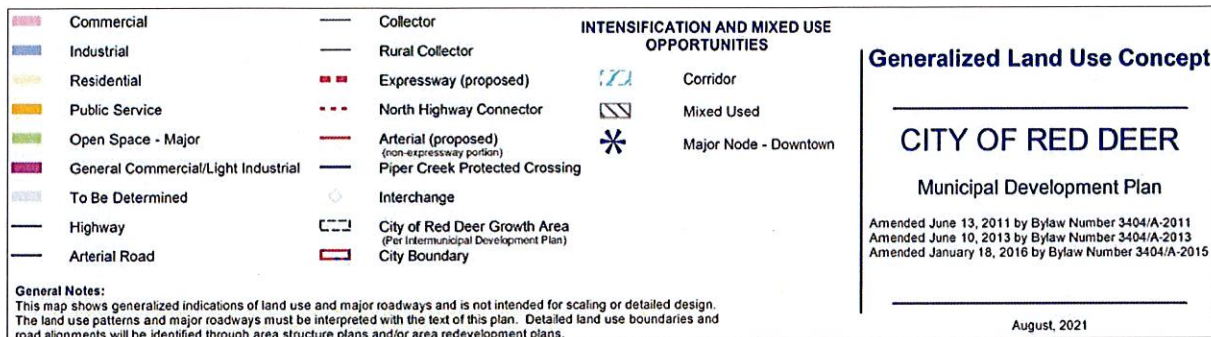 Commercial
Industrial
Residential
Public Service
Open Space - Major
General Commercial/Light Industrial
To Be Determined
Highway
Arterial Road
Collector
Rural Collector
Expressway (proposed)
North Highway Connector
Arterial (proposed)
(non-expressway portion)
Piper Creek Protected Crossing
Interchange
City of Red Deer Growth Area
(Per Intermunicipal Development Plan)
City Boundary
INTENSIFICATION AND MIXED USE
OPPORTUNITIES
Corridor
Mixed Used
Major Node - Downtown
General Notes:
This map shows generalized indications of land use and major roadways and is not intended for scaling or detailed design.
The land use patterns and major roadways must be interpreted with the text of this plan. Detailed land use boundaries and
road alignments will be identified through area structure plans and/or area redevelopment plans.
Generalized Land Use Concept
CITY OF RED DEER
Municipal Development Plan
Amended June 13, 2011 by Bylaw Number 3404/A-2011
Amended June 10, 2013 by Bylaw Number 3404/A-2013
Amended January 18, 2016 by Bylaw Number 3404/A-2015
August, 2021